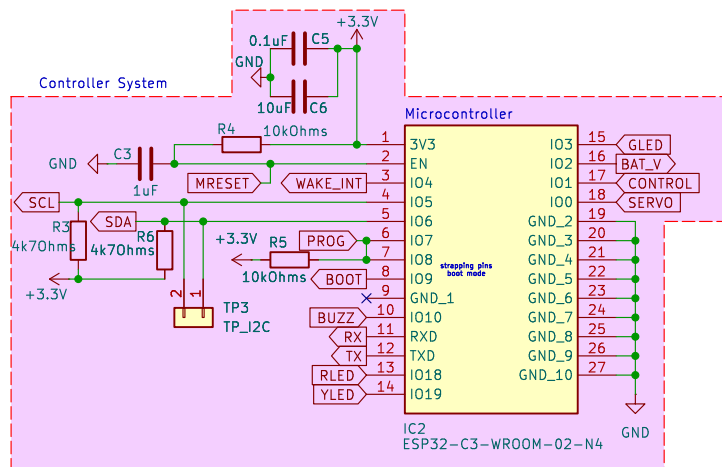 +3.3V
0.1uF C5
GND
10uF C6
Controller System
Microcontroller
R4 10kOhms
C3
GND
1uF
MRESET
WAKE_INT
SCL
SDA
R3
4k7Ohms
R6
4k7Ohms
+3.3V
+3.3V
R5
10kOhms
PROG
BOOT
2 1
TP3
TP_I2C
BUZZ
RX
TX
RLED
YLED
1 3V3
2 EN
3 IO4
4 IO5
5 IO6
6 IO7
7 IO8
8 IO9
9 GND_1
10 IO10
11 RXD
12 TXD
13 IO18
14 IO19
strapping pins
boot mode
IO3 15 GLED
IO2 16 BAT_V
IO1 17 CONTROL
IO0 18 SERVO
GND_2 19
GND_3 20
GND_4 21
GND_5 22
GND_6 23
GND_7 24
GND_8 25
GND_9 26
GND_10 27
GND
IC2
ESP32-C3-WROOM-02-N4